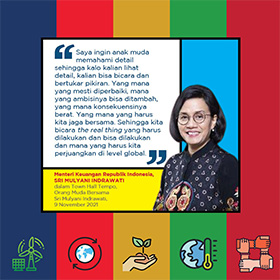 Saya ingin anak muda
memahami detail
sehingga kalo kalian lihat
detail, kalian bisa bicara dan
bertukar pikiran. Yang mana
yang mesti diperbaiki, mana
yang ambisinya bisa ditambah,
yang mana konsekuensinya
berat. Yang mana yang harus
kita jaga bersama. Sehingga kita
bicara the real thing yang harus
dilakukan dan bisa dilakukan
dan mana yang harus kita
perjuangkan di level global.
Menteri Keuangan Republik Indonesia,
SRI MULYANI INDRAWATI
dalam Town Hall Tempo,
Orang Muda Bersama
Sri Mulyani Indrawati,
9 November 2021